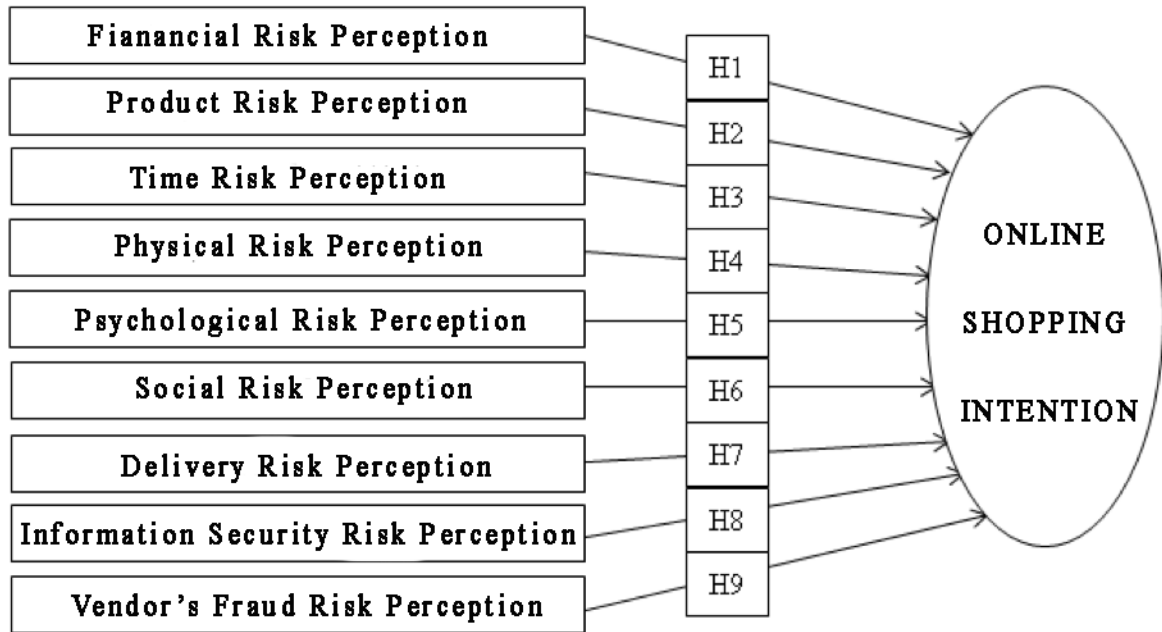 Fianancial Risk Perception
Product Risk Perception
Time Risk Perception
Physical Risk Perception
Psychological Risk Perception
Social Risk Perception
Delivery Risk Perception
Information Security Risk Perception
Vendor’s Fraud Risk Perception
H1
H2
H3
H4
H5
H6
H7
H8
H9
ONLINE
SHOPPING
INTENTION